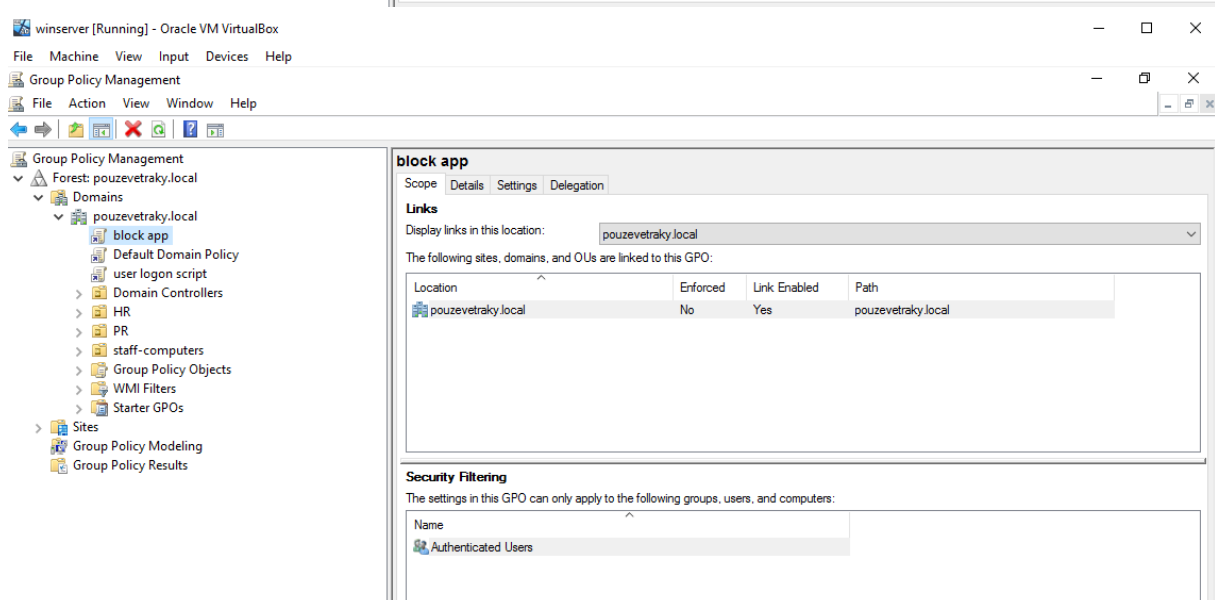 winserver [Running] - Oracle VM VirtualBox
File Machine View Input Devices Help
Group Policy Management
File Action View Window Help
Group Policy Management
Forest: pouzevetraky.local
Domains
pouzevetraky.local
block app
Default Domain Policy
user logon script
Domain Controllers
HR
PR
staff-computers
Group Policy Objects
WMI Filters
Starter GPOs
Sites
Group Policy Modeling
Group Policy Results
block app
Scope Details Settings Delegation
Links
Display links in this location: pouzevetraky.local
The following sites, domains, and OUs are linked to this GPO:
Location Enforced Link Enabled Path
pouzevetraky.local No Yes pouzevetraky.local
Security Filtering
The settings in this GPO can only apply to the following groups, users, and computers:
Name
Authenticated Users